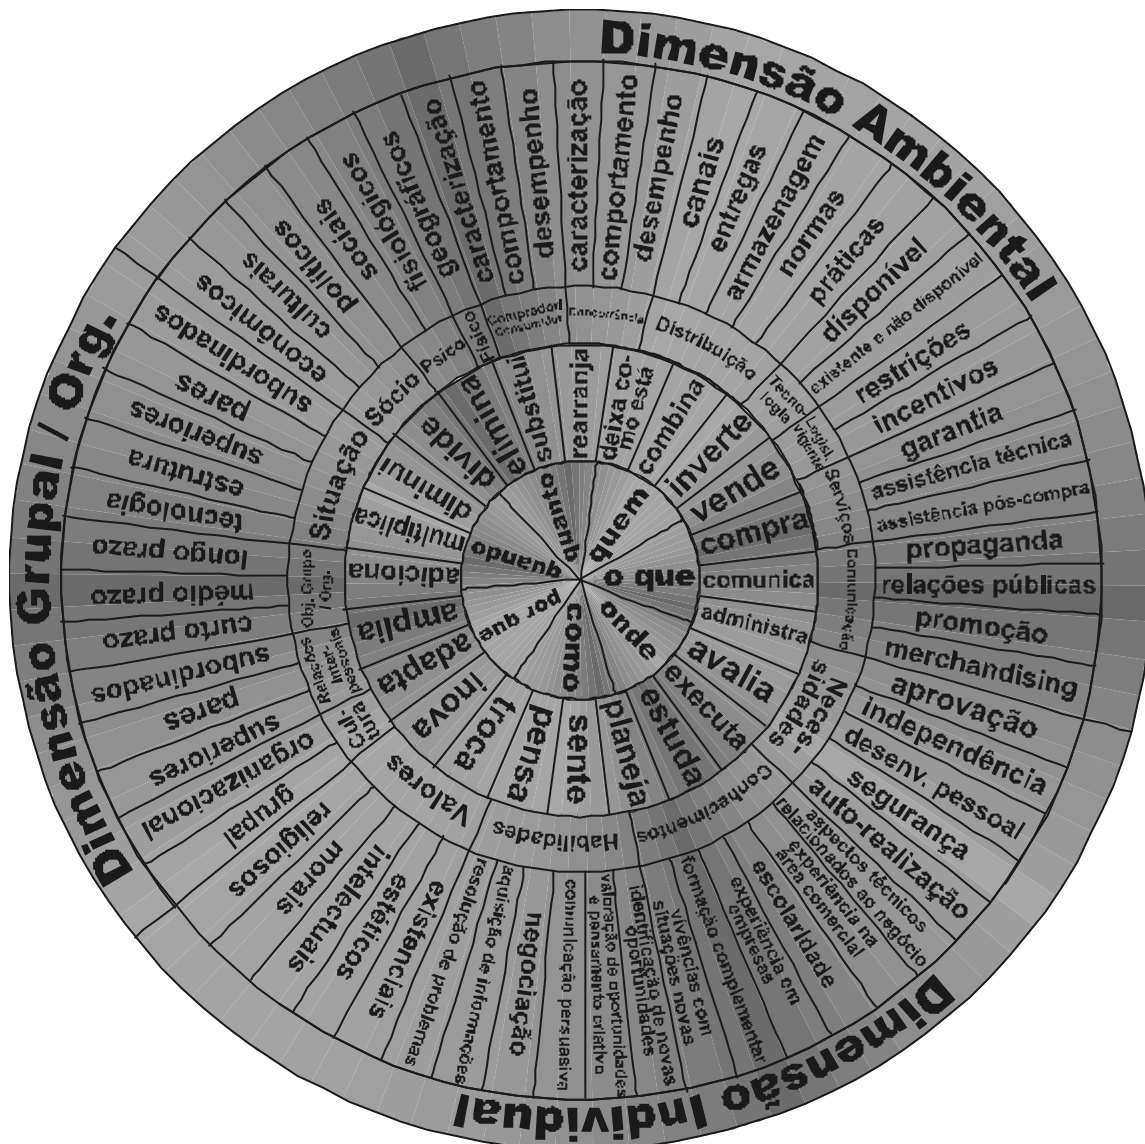 Dimensão Ambiental
Dimensão Individual
Dimensão Grupal / Org.
caracterização
comportamento
desempenho
caracterização
comportamento
desempenho
canais
entregas
armazenagem
normas
práticas
disponível
existente e não disponível
restrições
incentivos
garantia
assistência técnica
assistência pós-compra
propaganda
relações públicas
promoção
merchandising
aprovação
independência
desenv. pessoal
segurança
auto-realização
aspectos técnicos
relacionados ao negócio
experiência na
área comercial
escolaridade
experiência em
empresas
formação complementar
vivências com
situações novas
identificação de novas
oportunidades
valoração de oportunidades
e pensamento criativo
comunicação persuasiva
negociação
aquisição de informações
resolução de problemas
existenciais
estéticos
intelectuais
morais
religiosos
grupal
organizacional
superiores
pares
subordinados
curto prazo
médio prazo
longo prazo
tecnologia
estrutura
superiores
pares
subordinados
econômicos
culturais
políticos
sociais
fisiológicos
geográficos
Comprador/
Consumidor
Concorrência
Distribuição
Tecno-
logia
Legisl.
vigente
Serviços
Comunicação
Neces-
sidades
Conhecimentos
Habilidades
Valores
Cul-
tura
Relações
Inter-
pessoais
Obj. Grupo
/ Org.
Situação
Sócio
Psico
Físico
rearranja
deixa co-
mo está
combina
inverte
vende
compra
comunica
administra
avalia
executa
estuda
planeja
sente
pensa
troca
inova
adapta
amplia
adiciona
multiplica
diminui
divide
elimina
substitui
quem
o que
onde
como
por que
quando
quanto